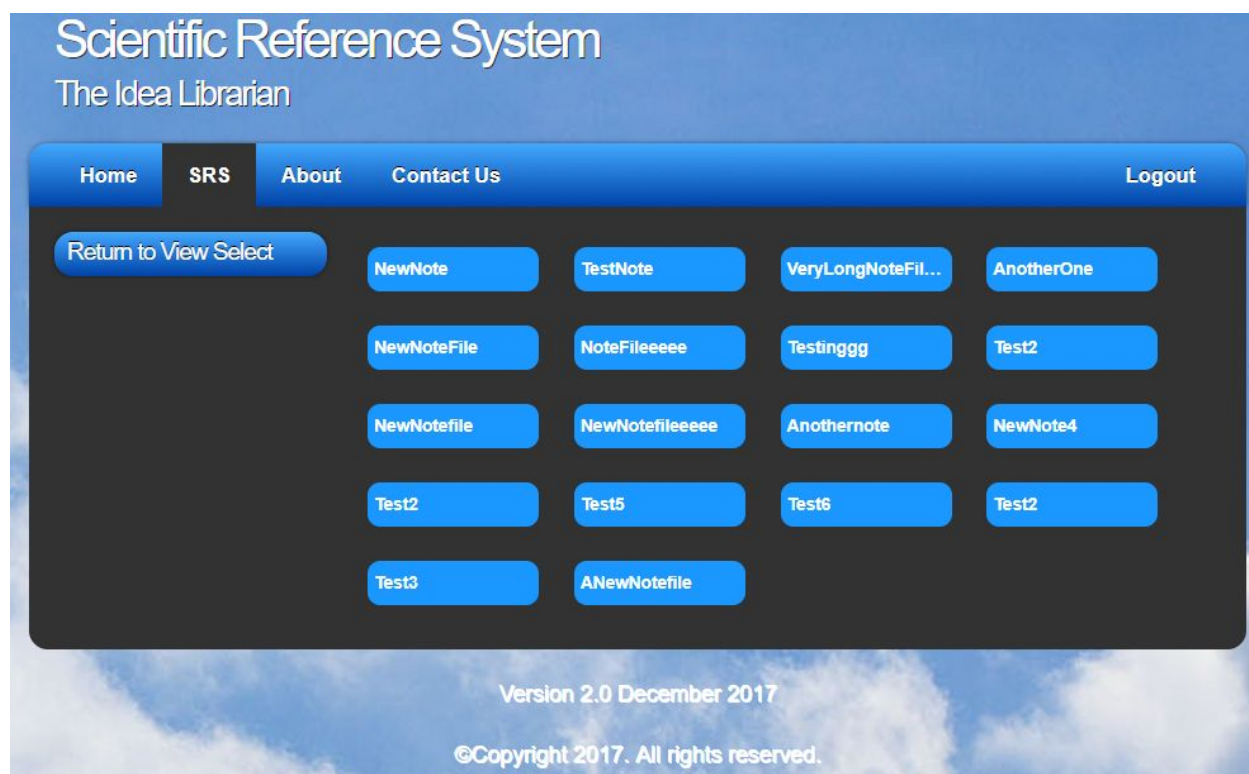 Scientific Reference System
The Idea Librarian
Home SRS About Contact Us Logout
Return to View Select
NewNote TestNote VeryLongNoteFil... AnotherOne
NewNoteFile NoteFileeeee Testinggg Test2
NewNotefile NewNotefileeeee Anothernote NewNote4
Test2 Test5 Test6 Test2
Test3 ANewNotefile
Version 2.0 December 2017
©Copyright 2017. All rights reserved.